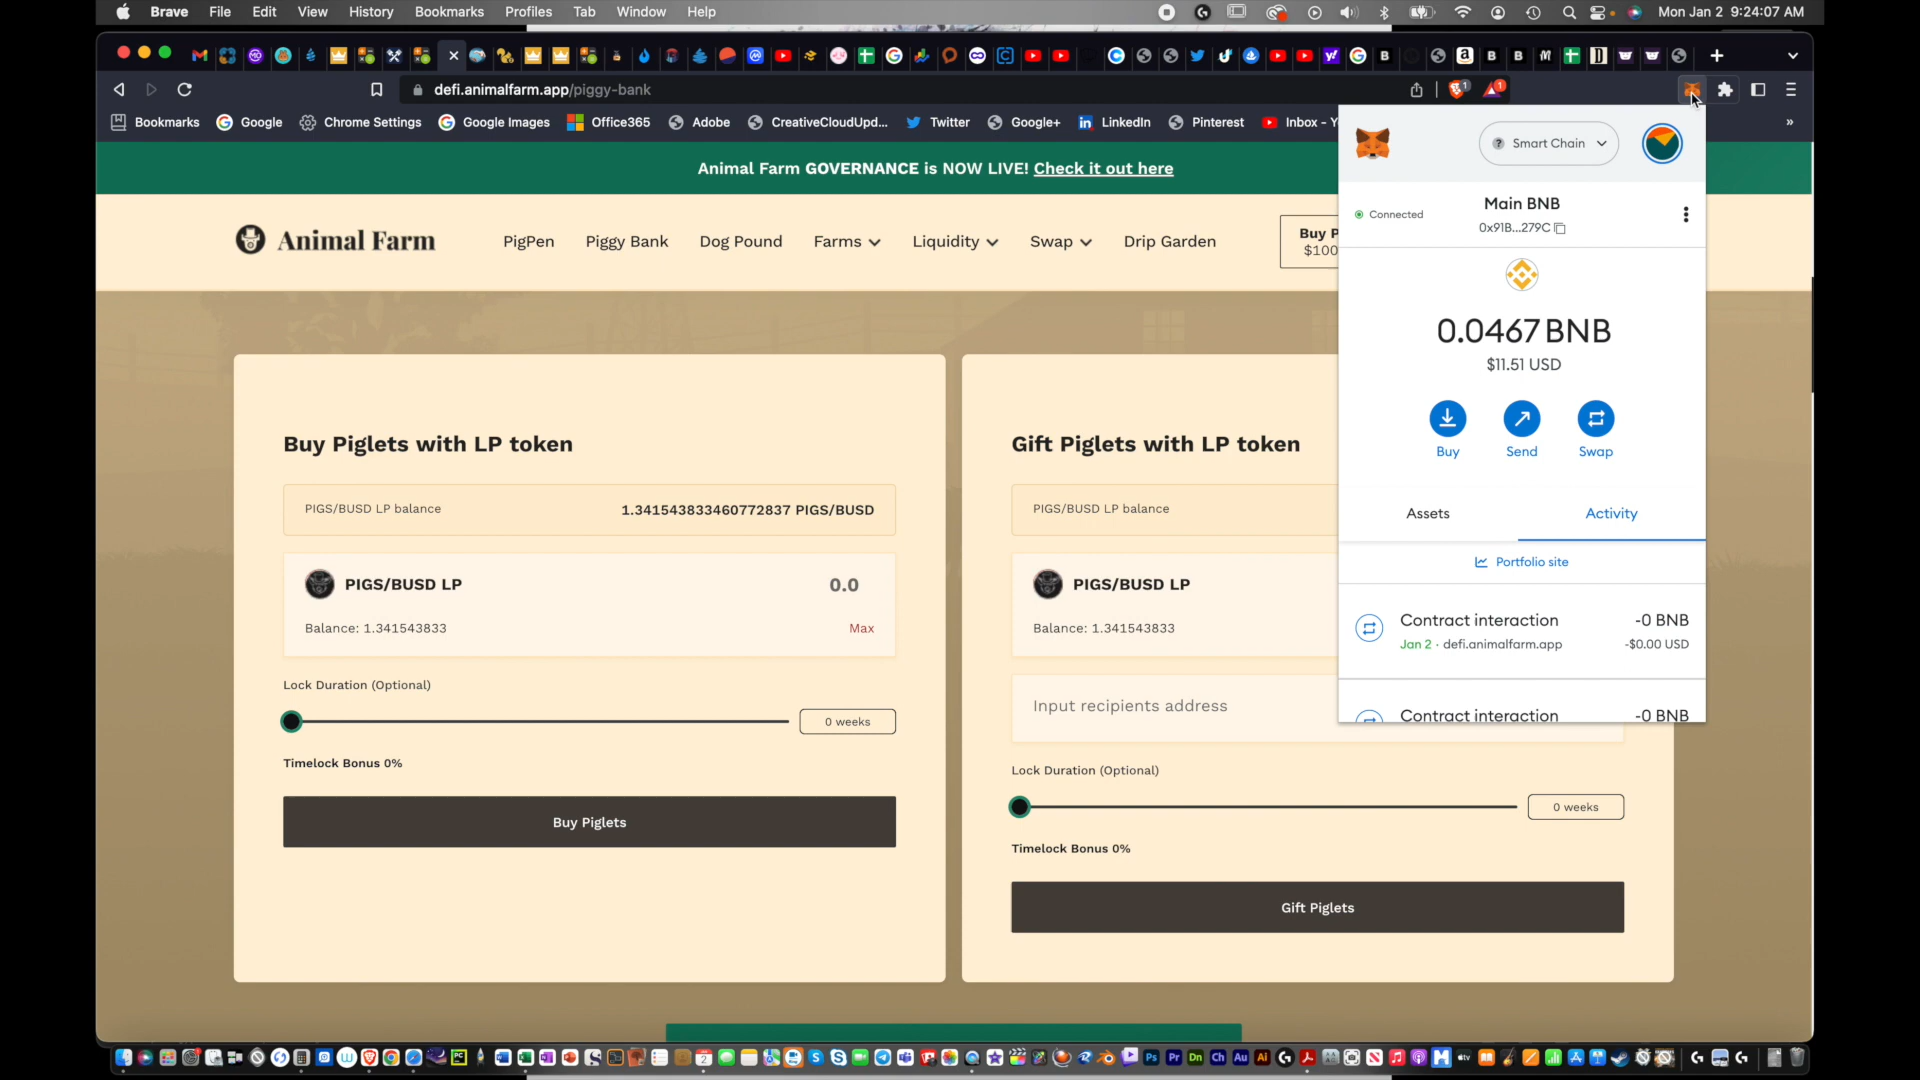 Brave File Edit View History Bookmarks Profiles Tab Window Help Mon Jan 2 9:24:07 AM
defi.animalfarm.app/piggy-bank 1 1
Bookmarks Google Chrome Settings Google Images Office365 Adobe CreativeCloudUpd... Twitter Google+ LinkedIn Pinterest Inbox - Y »
Animal Farm GOVERNANCE is NOW LIVE! Check it out here
Animal Farm PigPen Piggy Bank Dog Pound Farms Liquidity Swap Drip Garden
Buy P
$100
Buy Piglets with LP token
PIGS/BUSD LP balance 1.341543833460772837 PIGS/BUSD
PIGS/BUSD LP 0.0
Balance: 1.341543833 Max
Lock Duration (Optional)
0 weeks
Timelock Bonus 0%
Buy Piglets
Gift Piglets with LP token
PIGS/BUSD LP balance
PIGS/BUSD LP
Balance: 1.341543833
Input recipients address
Lock Duration (Optional)
0 weeks
Timelock Bonus 0%
Gift Piglets
? Smart Chain
Connected
Main BNB
0x91B...279C
0.0467 BNB
$11.51 USD
Buy Send Swap
Assets Activity
Portfolio site
Contract interaction -0 BNB
Jan 2 · defi.animalfarm.app -$0.00 USD
Contract interaction -0 BNB